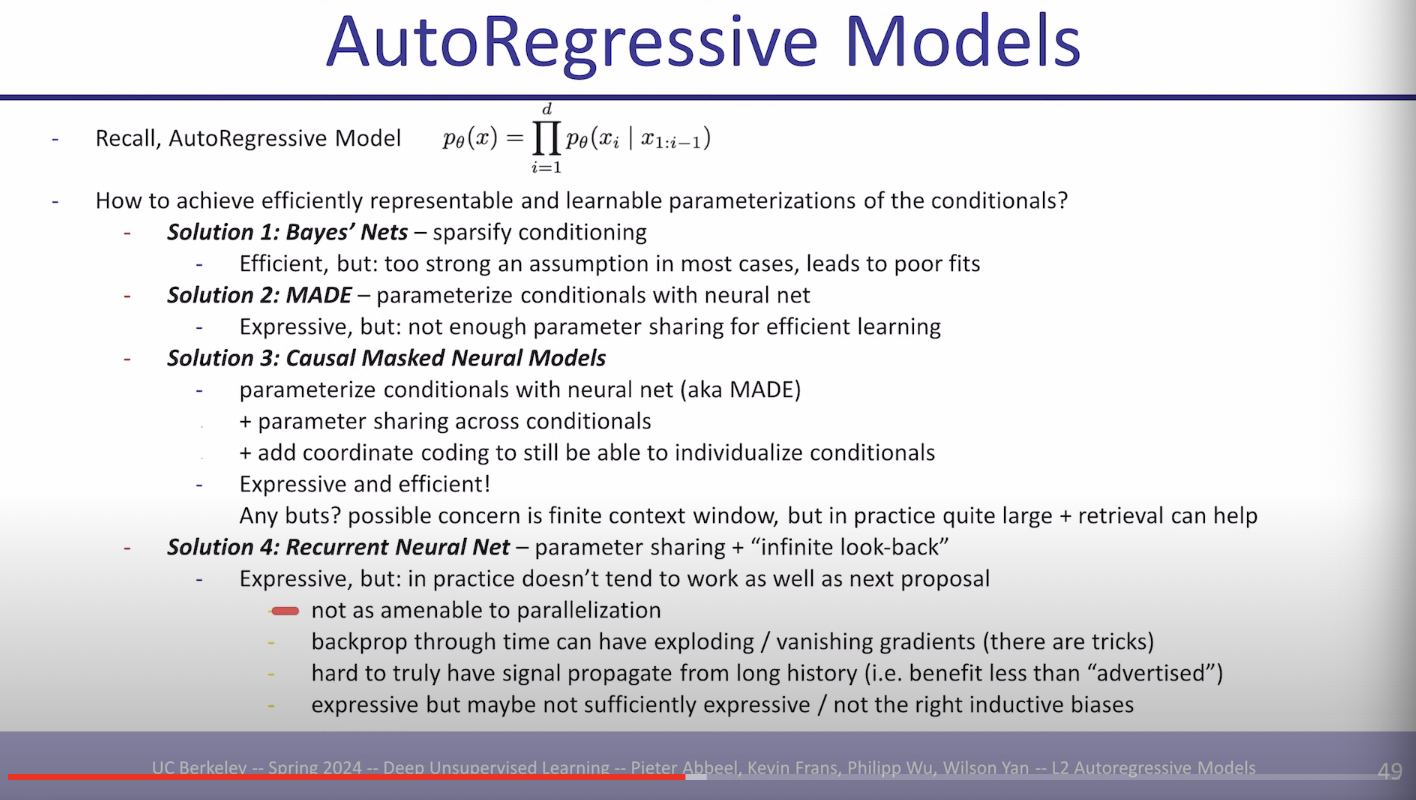 AutoRegressive Models
- Recall, AutoRegressive Model pθ(x) = ∏_{i=1}^{d} pθ(xᵢ | x₁:ᵢ₋₁)
- How to achieve efficiently representable and learnable parameterizations of the conditionals?
- Solution 1: Bayes’ Nets – sparsify conditioning
- Efficient, but: too strong an assumption in most cases, leads to poor fits
- Solution 2: MADE – parameterize conditionals with neural net
- Expressive, but: not enough parameter sharing for efficient learning
- Solution 3: Causal Masked Neural Models
- parameterize conditionals with neural net (aka MADE)
+ parameter sharing across conditionals
+ add coordinate coding to still be able to individualize conditionals
- Expressive and efficient!
Any buts? possible concern is finite context window, but in practice quite large + retrieval can help
- Solution 4: Recurrent Neural Net – parameter sharing + “infinite look-back”
- Expressive, but: in practice doesn’t tend to work as well as next proposal
- not as amenable to parallelization
- backprop through time can have exploding / vanishing gradients (there are tricks)
- hard to truly have signal propagate from long history (i.e. benefit less than “advertised”)
- expressive but maybe not sufficiently expressive / not the right inductive biases
UC Berkeley -- Spring 2024 -- Deep Unsupervised Learning -- Pieter Abbeel, Kevin Frans, Philipp Wu, Wilson Yan -- L2 Autoregressive Models
49